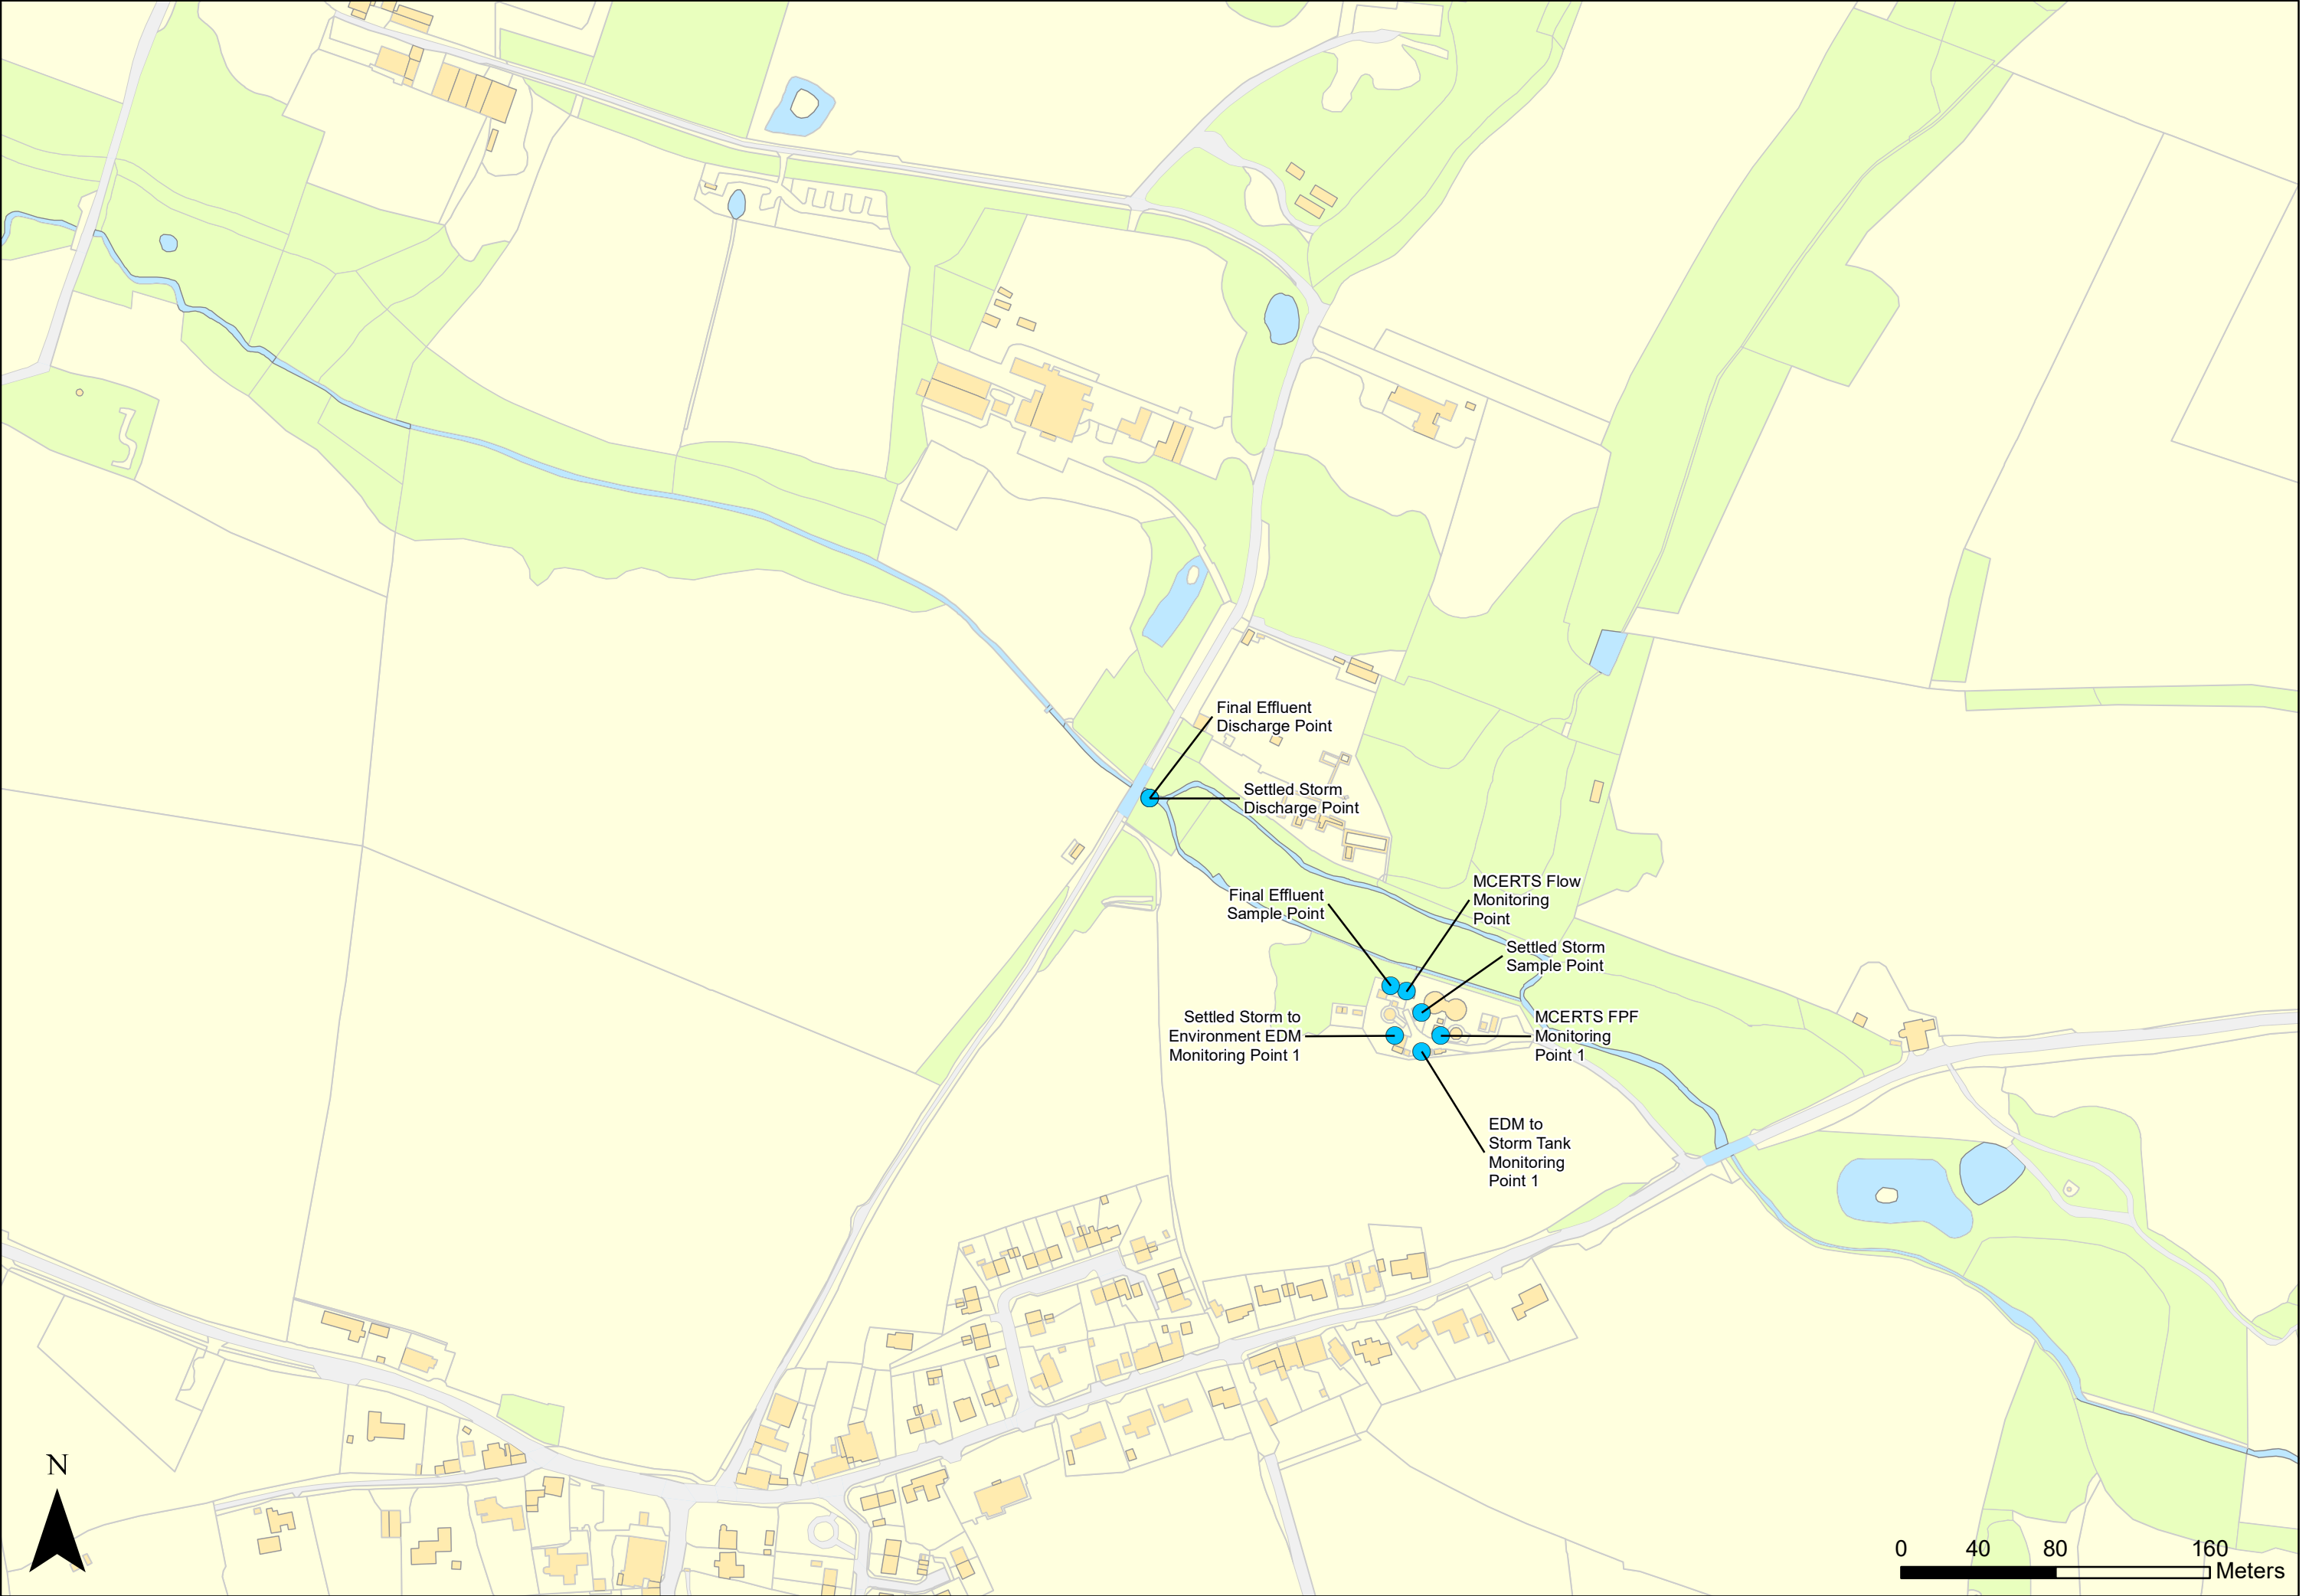 Final Effluent
Discharge Point
Settled Storm
Discharge Point
Final Effluent
Sample Point
MCERTS Flow
Monitoring
Point
Settled Storm
Sample Point
Settled Storm to
Environment EDM
Monitoring Point 1
MCERTS FPF
Monitoring
Point 1
EDM to
Storm Tank
Monitoring
Point 1
N
0 40 80 160
Meters